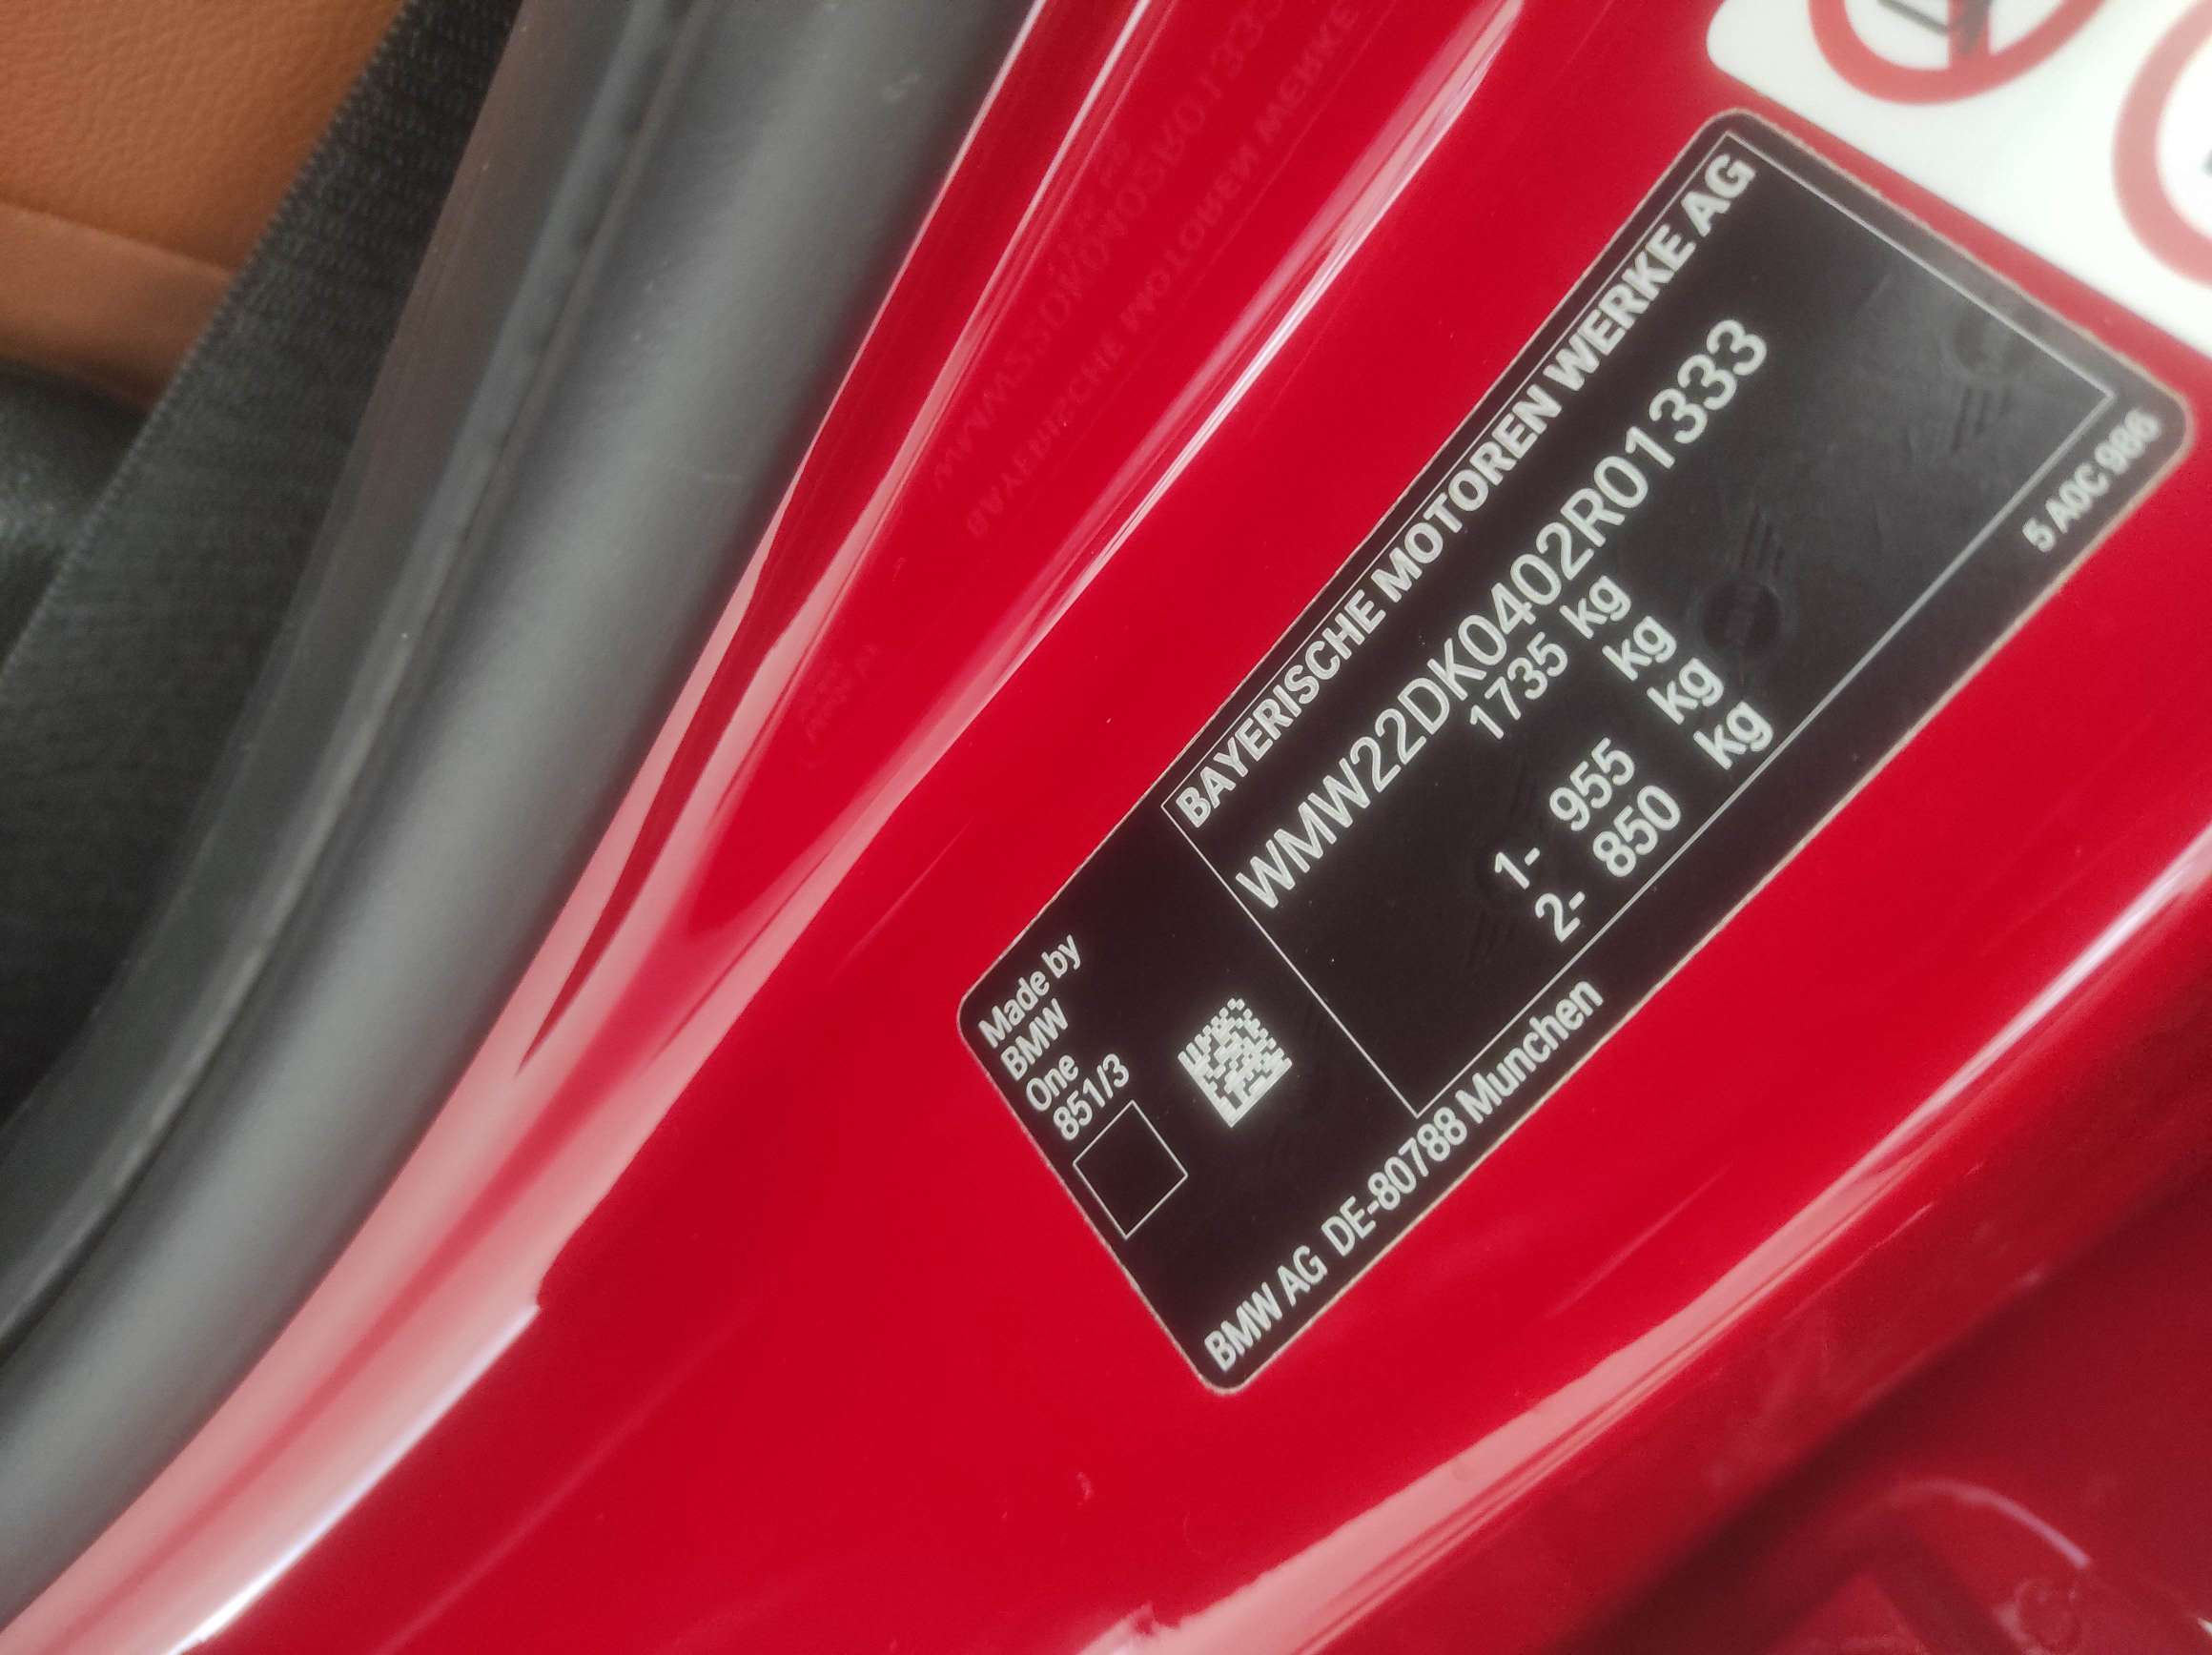 BAYERISCHE MOTOREN WERKE AG
WMW22DK0402R01333
1735 kg
kg
1- 955 kg
2- 850 kg
Made by
BMW
One
851/3
BMW AG DE-80788 Munchen
5 A0C 986